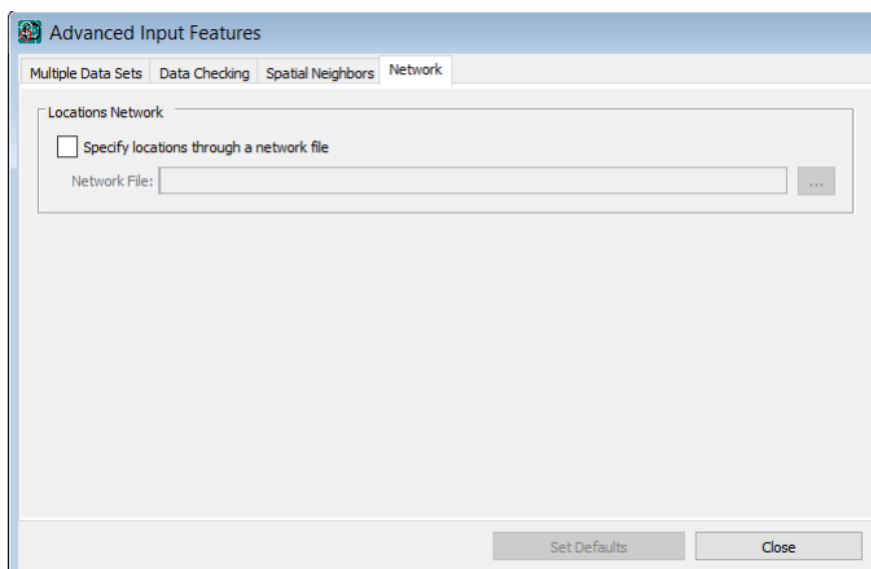 Advanced Input Features
Multiple Data Sets Data Checking Spatial Neighbors Network
Locations Network
Specify locations through a network file
Network File: ...
Set Defaults Close